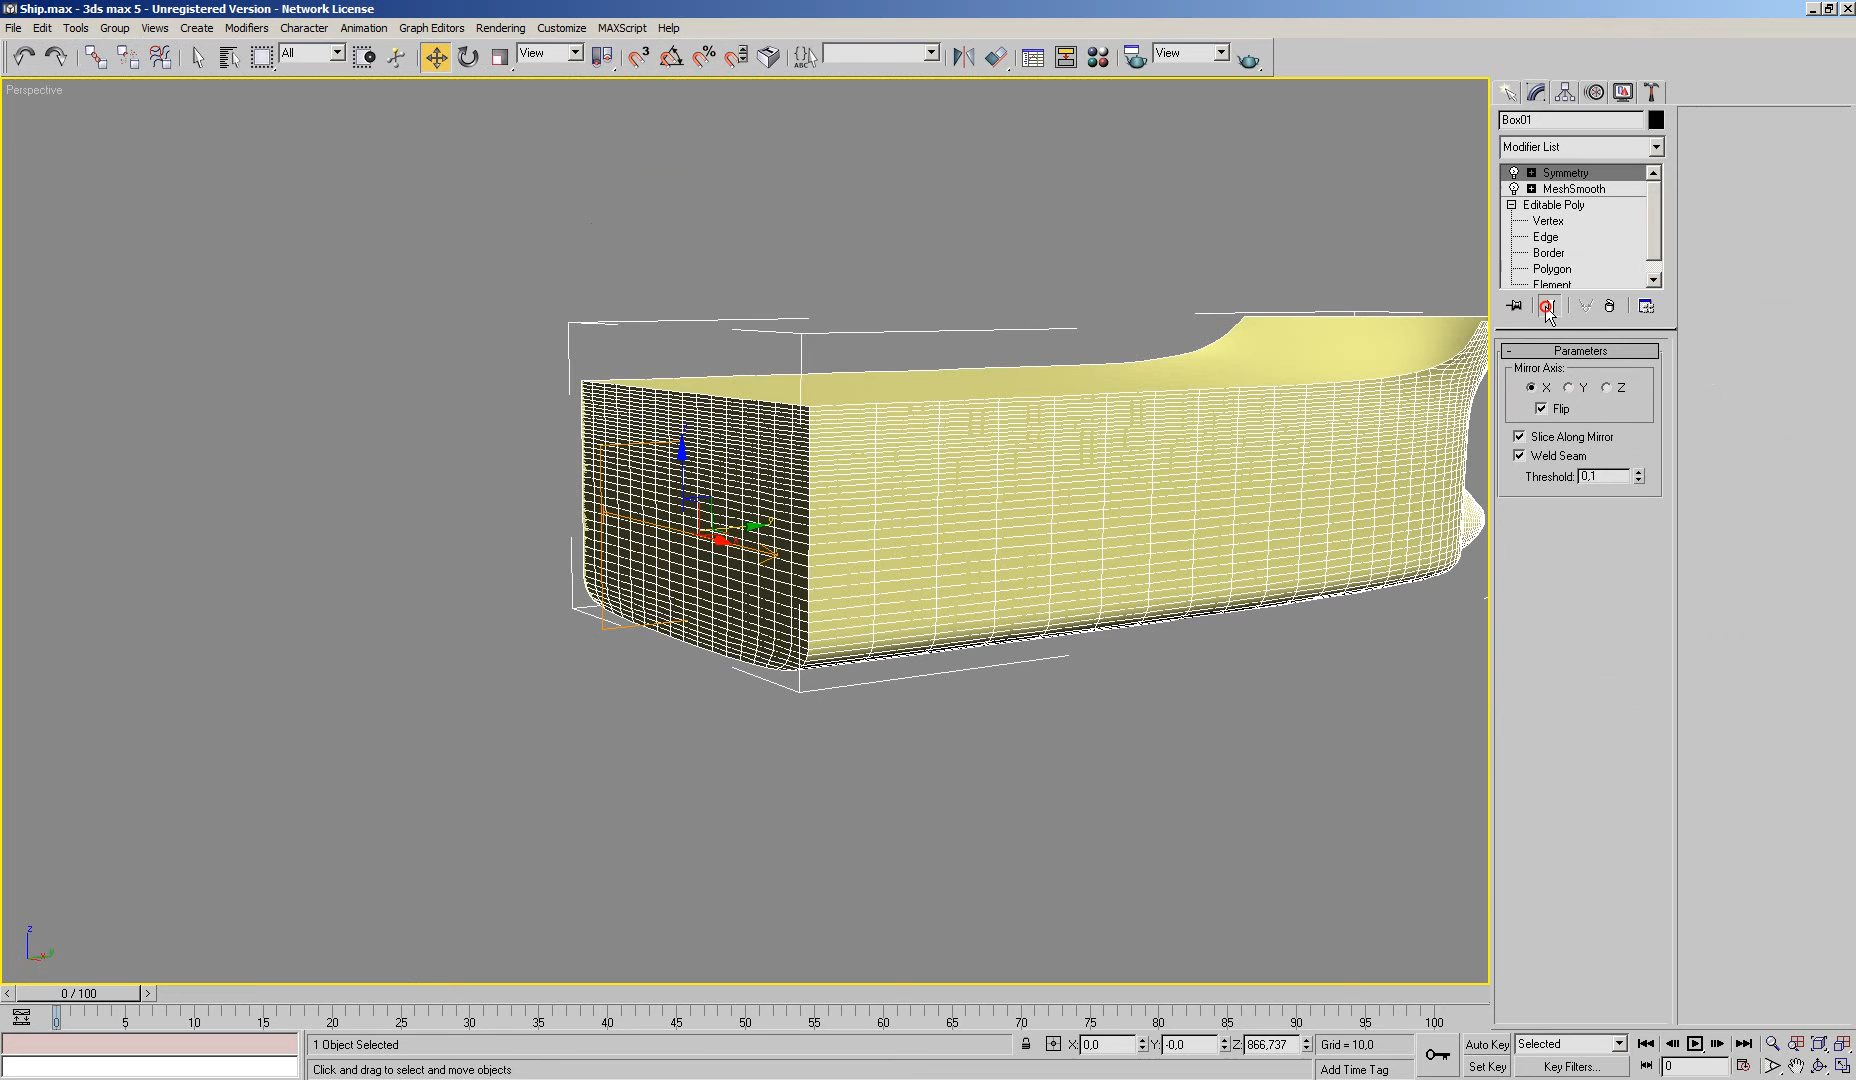 Ship.max - 3ds max 5 - Unregistered Version - Network License
File Edit Tools Group Views Create Modifiers Character Animation Graph Editors Rendering Customize MAXScript Help
All View 3 % ABC View
Perspective
Box01
Modifier List
Symmetry
MeshSmooth
Editable Poly
Vertex
Edge
Border
Polygon
Element
Parameters
Mirror Axis:
X Y Z
Flip
Slice Along Mirror
Weld Seam
Threshold: 0,1
z
0 / 100
0 5 10 15 20 25 30 35 40 45 50 55 60 65 70 75 80 85 90 95 100
1 Object Selected X: 0,0 Y: -0,0 Z: 866,737 Grid = 10,0 Auto Key Selected
Click and drag to select and move objects Add Time Tag Set Key Key Filters... 0